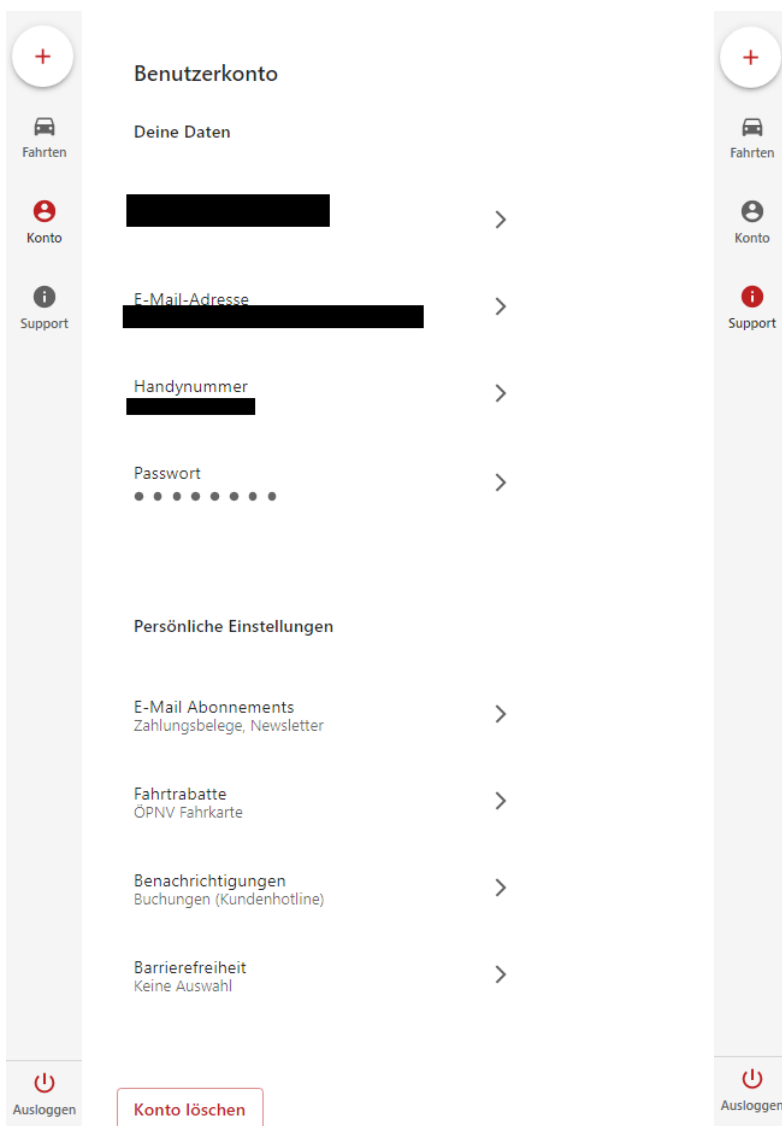 +
Fahrten
Konto
Support
Ausloggen
Benutzerkonto
Deine Daten
E-Mail-Adresse
Handynummer
Passwort
Persönliche Einstellungen
E-Mail Abonnements
Zahlungsbelege, Newsletter
Fahrtrabatte
ÖPNV Fahrkarte
Benachrichtigungen
Buchungen (Kundenhotline)
Barrierefreiheit
Keine Auswahl
Konto löschen
+
Fahrten
Konto
Support
Ausloggen